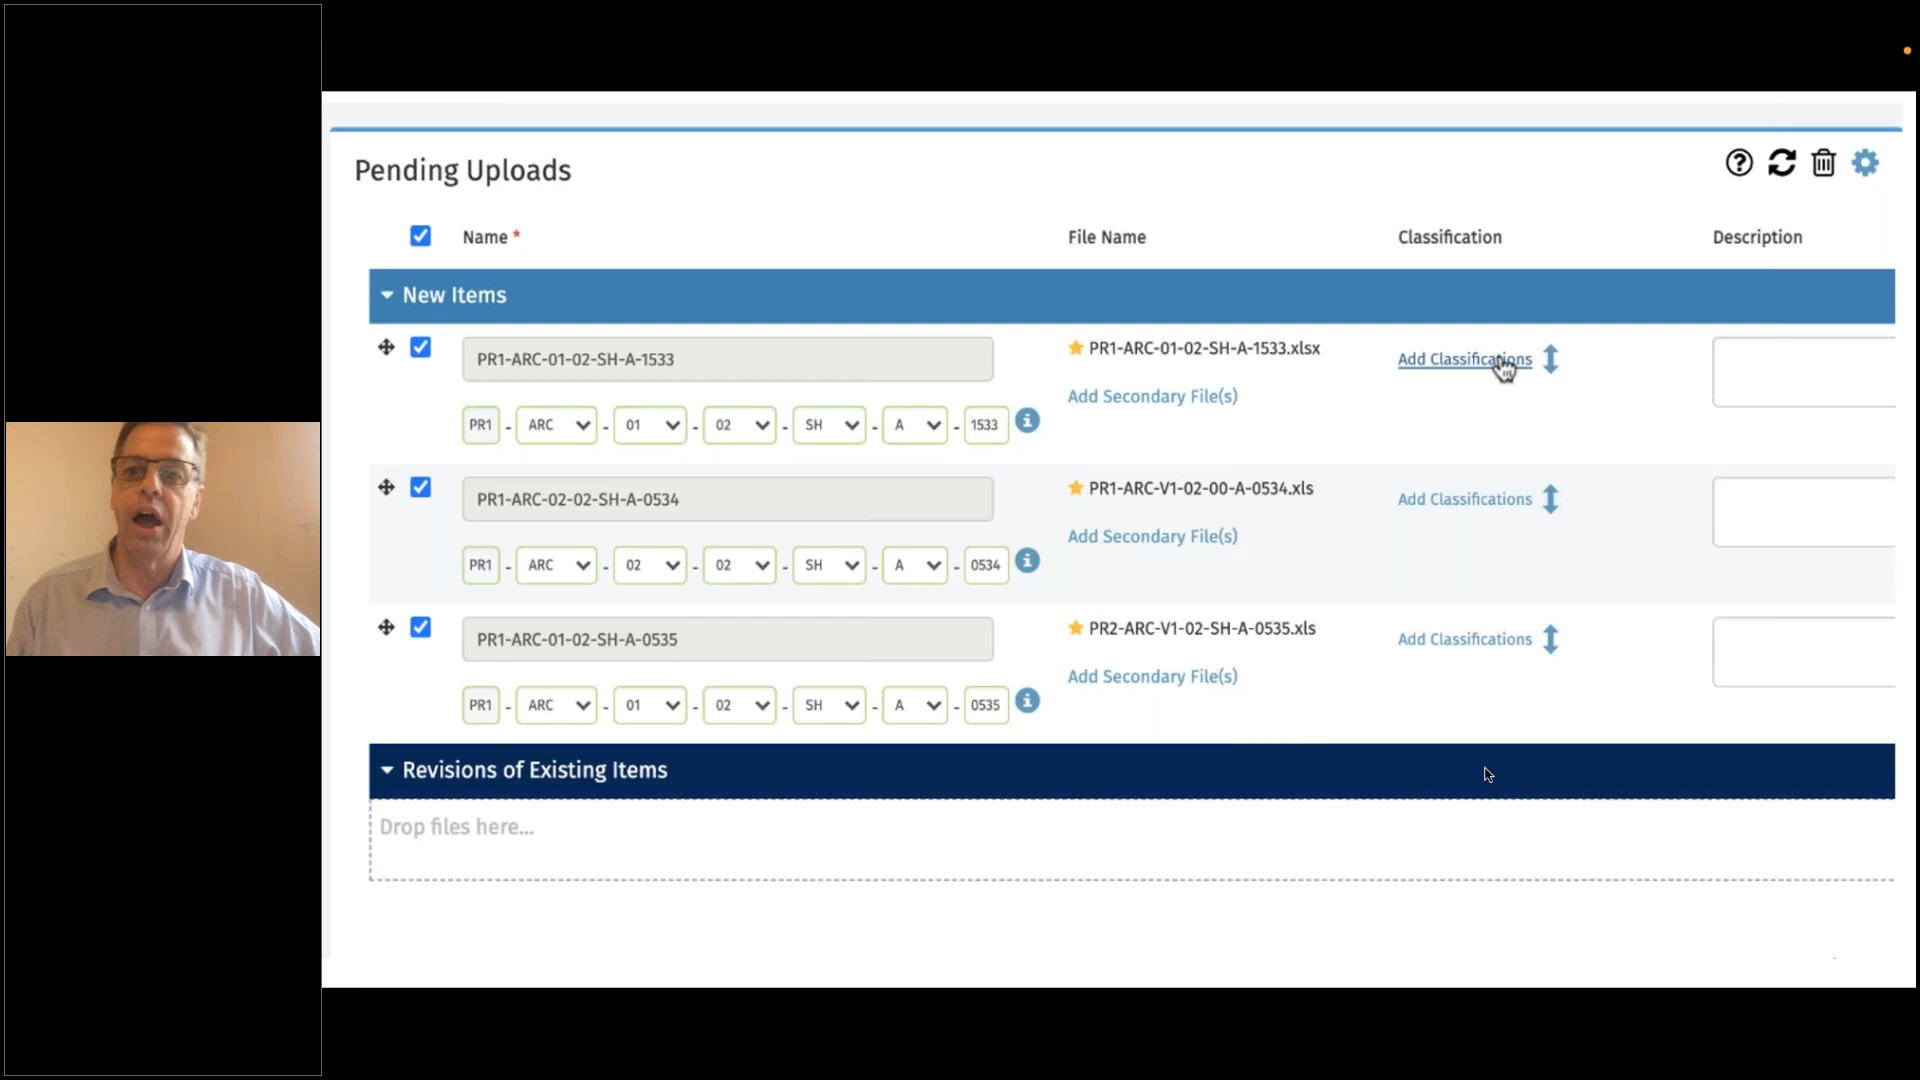 Pending Uploads
Name *
File Name
Classification
Description
New Items
PR1-ARC-01-02-SH-A-1533
PR1-ARC-01-02-SH-A-1533.xlsx
Add Classifications
Add Secondary File(s)
PR1 - ARC - 01 - 02 - SH - A - 1533
PR1-ARC-02-02-SH-A-0534
PR1-ARC-V1-02-00-A-0534.xls
Add Classifications
Add Secondary File(s)
PR1 - ARC - 02 - 02 - SH - A - 0534
PR1-ARC-01-02-SH-A-0535
PR2-ARC-V1-02-SH-A-0535.xls
Add Classifications
Add Secondary File(s)
PR1 - ARC - 01 - 02 - SH - A - 0535
Revisions of Existing Items
Drop files here...